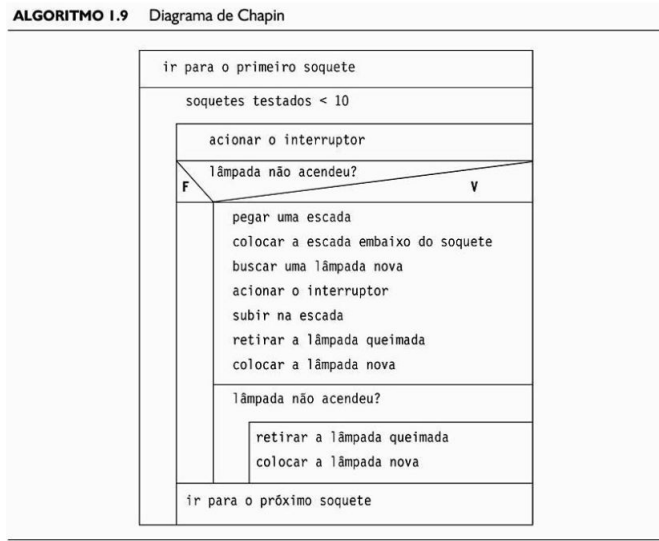 ALGORITMO 1.9 Diagrama de Chapin
ir para o primeiro soquete
soquetes testados < 10
acionar o interruptor
lâmpada não acendeu?
F V
pegar uma escada
colocar a escada embaixo do soquete
buscar uma lâmpada nova
acionar o interruptor
subir na escada
retirar a lâmpada queimada
colocar a lâmpada nova
lâmpada não acendeu?
retirar a lâmpada queimada
colocar a lâmpada nova
ir para o próximo soquete